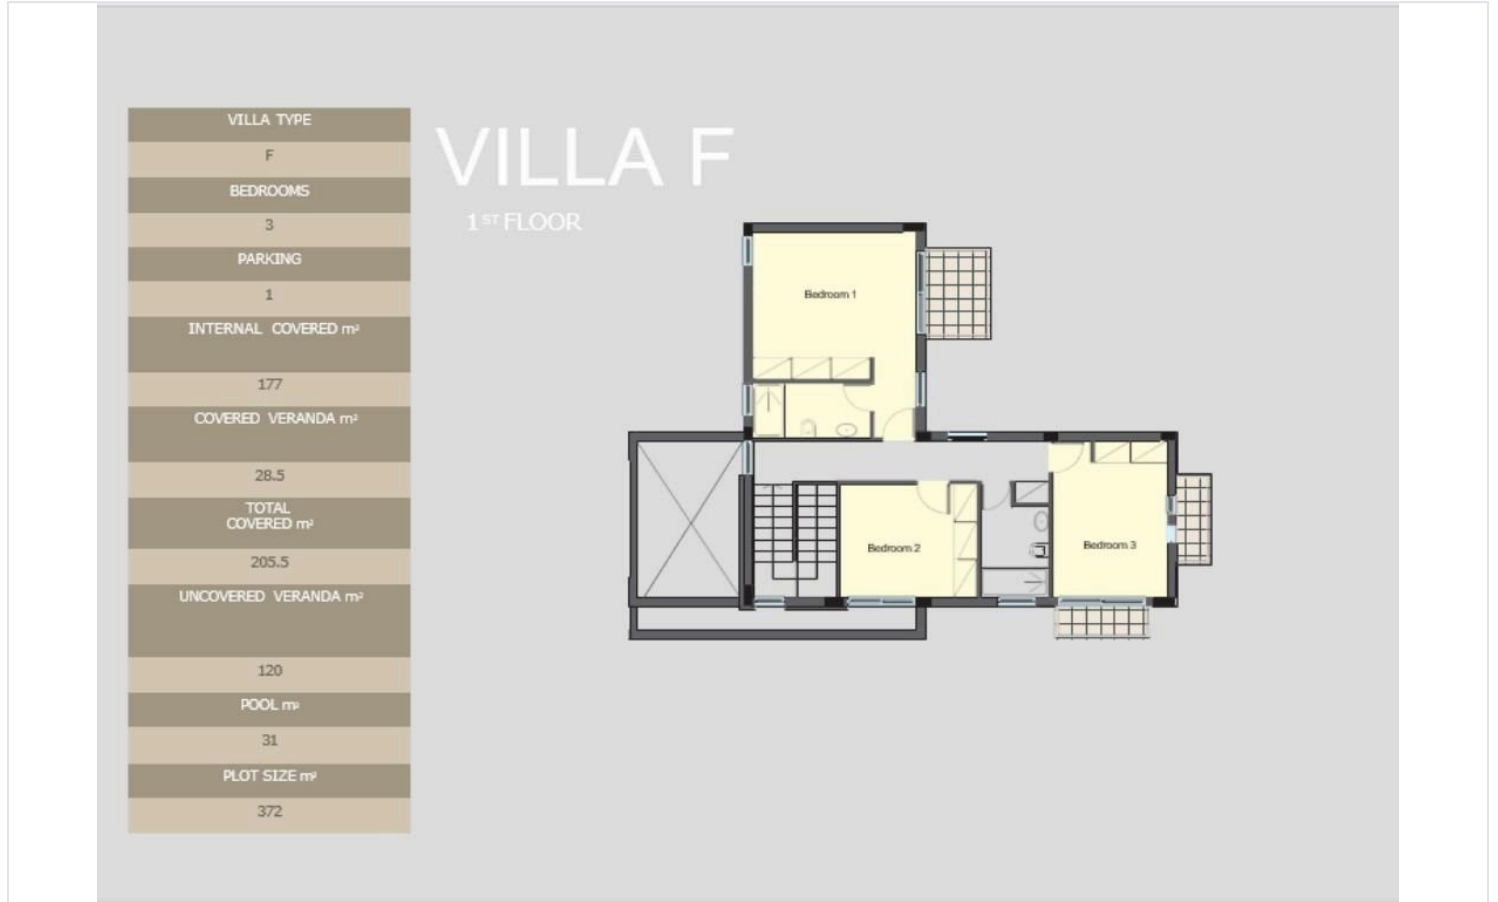 VILLA TYPE
F
BEDROOMS
3
PARKING
1
INTERNAL COVERED m²
177
COVERED VERANDA m²
28.5
TOTAL
COVERED m²
205.5
UNCOVERED VERANDA m²
120
POOL m²
31
PLOT SIZE m²
372
VILLA F
1ST FLOOR
Bedroom 1
Bedroom 2
Bedroom 3